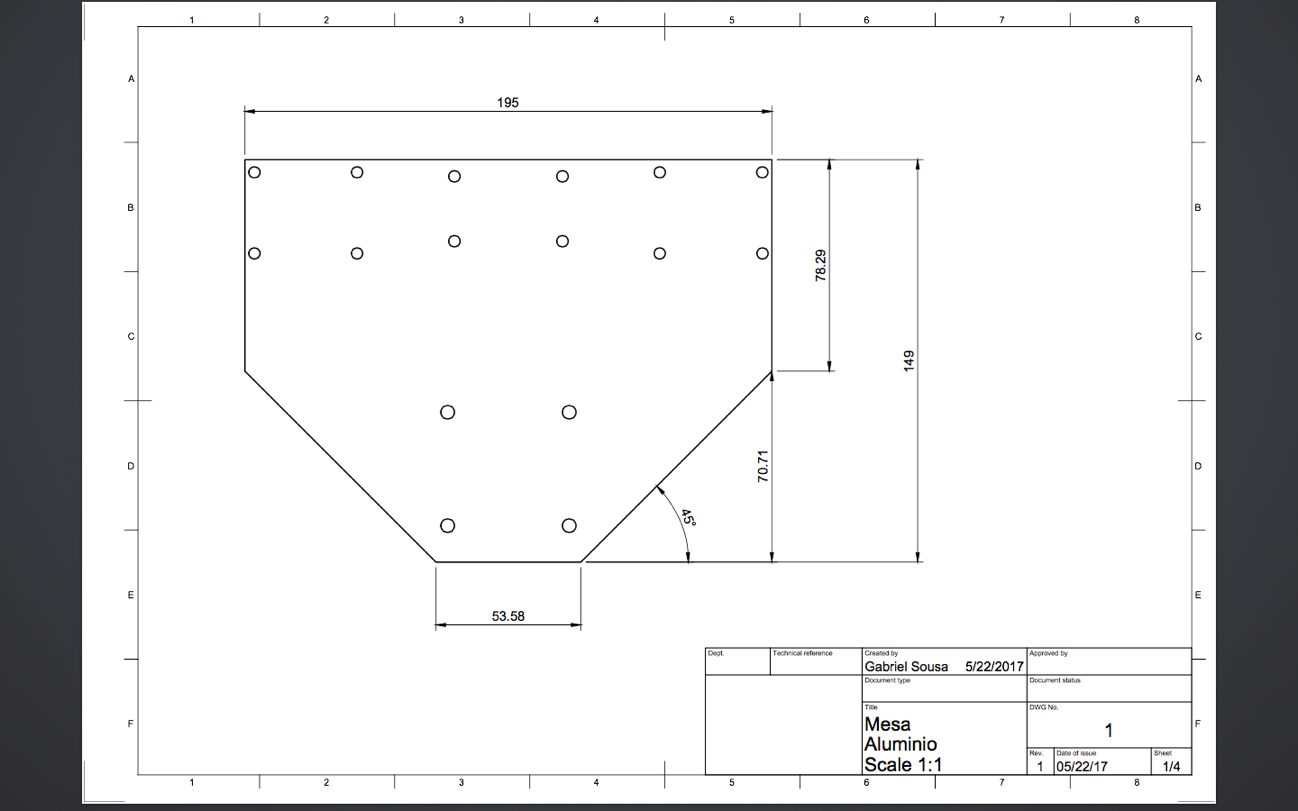 1 2 3 4 5 6 7 8
A A
195
B B
78.29
C C
149
D D
70.71
45°
E E
53.58
Dept. Technical reference Created by Approved by
Gabriel Sousa 5/22/2017
Document type Document status
Title DWG No.
F Mesa 1 F
Aluminio
Rev. Date of issue Sheet
Scale 1:1 1 05/22/17 1/4
1 2 3 4 5 6 7 8